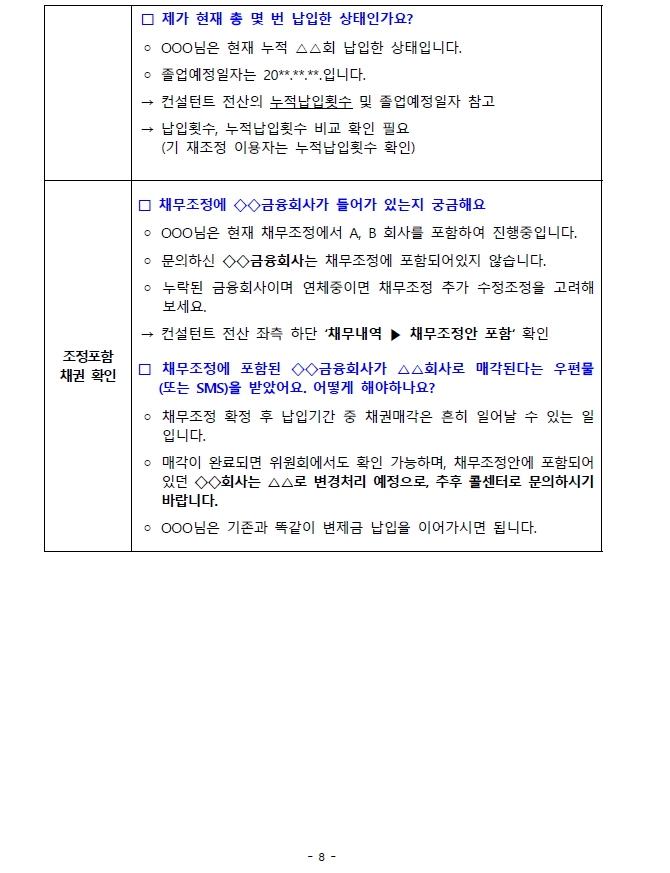 □ 제가 현재 총 몇 번 납입한 상태인가요?
○ OOO님은 현재 누적 △△회 납입한 상태입니다.
○ 졸업예정일자는 20**.**.**.입니다.
→ 컨설턴트 전산의 누적납입횟수 및 졸업예정일자 참고
→ 납입횟수, 누적납입횟수 비교 확인 필요
(기 재조정 이용자는 누적납입횟수 확인)
조정포함
채권 확인
□ 채무조정에 ◇◇금융회사가 들어가 있는지 궁금해요
○ OOO님은 현재 채무조정에서 A, B 회사를 포함하여 진행중입니다.
○ 문의하신 ◇◇금융회사는 채무조정에 포함되어있지 않습니다.
○ 누락된 금융회사이며 연체중이면 채무조정 추가 수정조정을 고려해
보세요.
→ 컨설턴트 전산 좌측 하단 ‘채무내역 ▶ 채무조정안 포함’ 확인
□ 채무조정에 포함된 ◇◇금융회사가 △△회사로 매각된다는 우편물
(또는 SMS)을 받았어요. 어떻게 해야하나요?
○ 채무조정 확정 후 납입기간 중 채권매각은 흔히 일어날 수 있는 일
입니다.
○ 매각이 완료되면 위원회에서도 확인 가능하며, 채무조정안에 포함되어
있던 ◇◇회사는 △△로 변경처리 예정으로, 추후 콜센터로 문의하시기
바랍니다.
○ OOO님은 기존과 똑같이 변제금 납입을 이어가시면 됩니다.
- 8 -